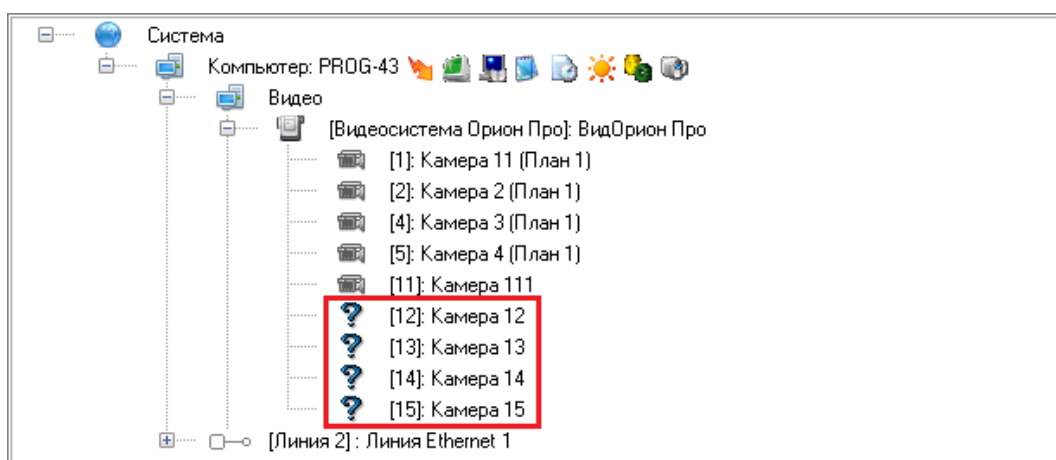 Система
Компьютер: PROG-43
Видео
[Видеосистема Орион Про]: ВидОрион Про
[1]: Камера 11 (План 1)
[2]: Камера 2 (План 1)
[4]: Камера 3 (План 1)
[5]: Камера 4 (План 1)
[11]: Камера 111
[12]: Камера 12
[13]: Камера 13
[14]: Камера 14
[15]: Камера 15
[Линия 2] : Линия Ethernet 1